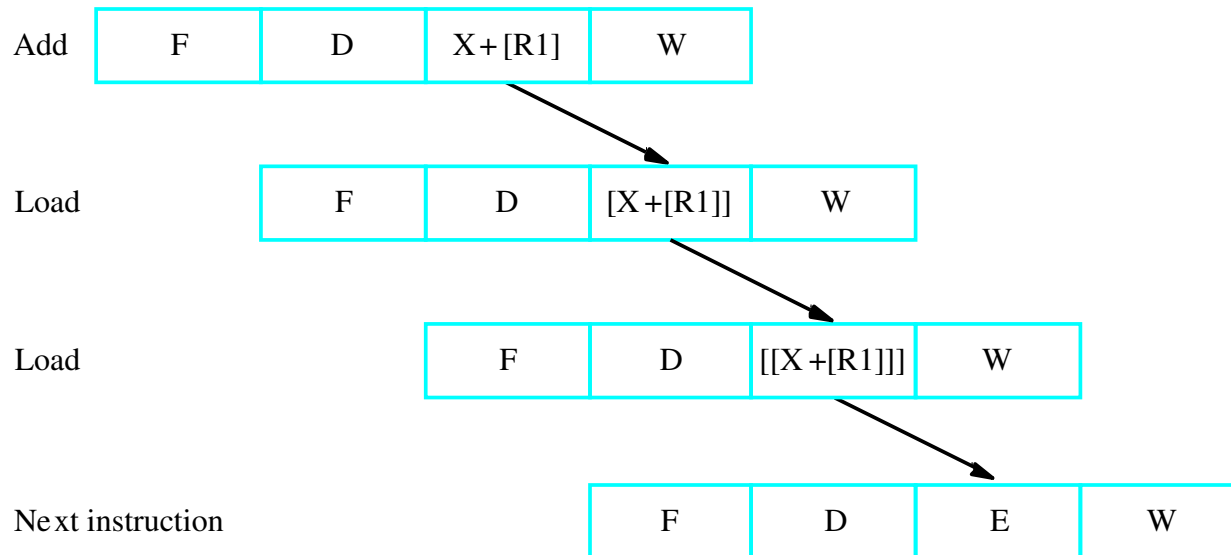 Add F D X + [R1] W
Load F D [X +[R1]] W
Load F D [[X +[R1]]] W
Next instruction F D E W